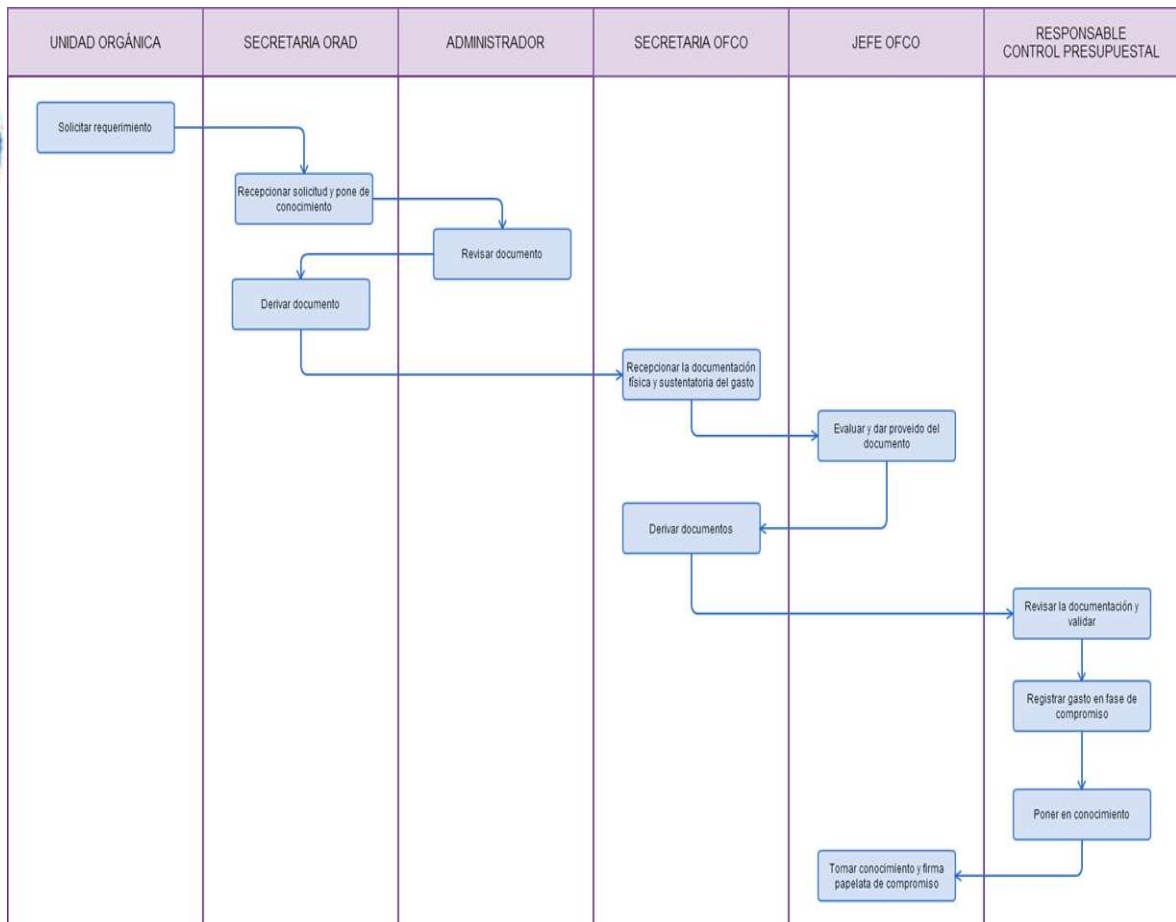 UNIDAD ORGÁNICA
SECRETARIA ORAD
ADMINISTRADOR
SECRETARIA OFCO
JEFE OFCO
RESPONSABLE
CONTROL PRESUPUESTAL
Solicitar requerimiento
Recepcionar solicitud y pone de
conocimiento
Revisar documento
Derivar documento
Recepcionar la documentación
física y sustentatoria del gasto
Evaluar y dar proveido del
documento
Derivar documentos
Revisar la documentación y
validar
Registrar gasto en fase de
compromiso
Poner en conocimiento
Tomar conocimiento y firma
papelata de compromiso